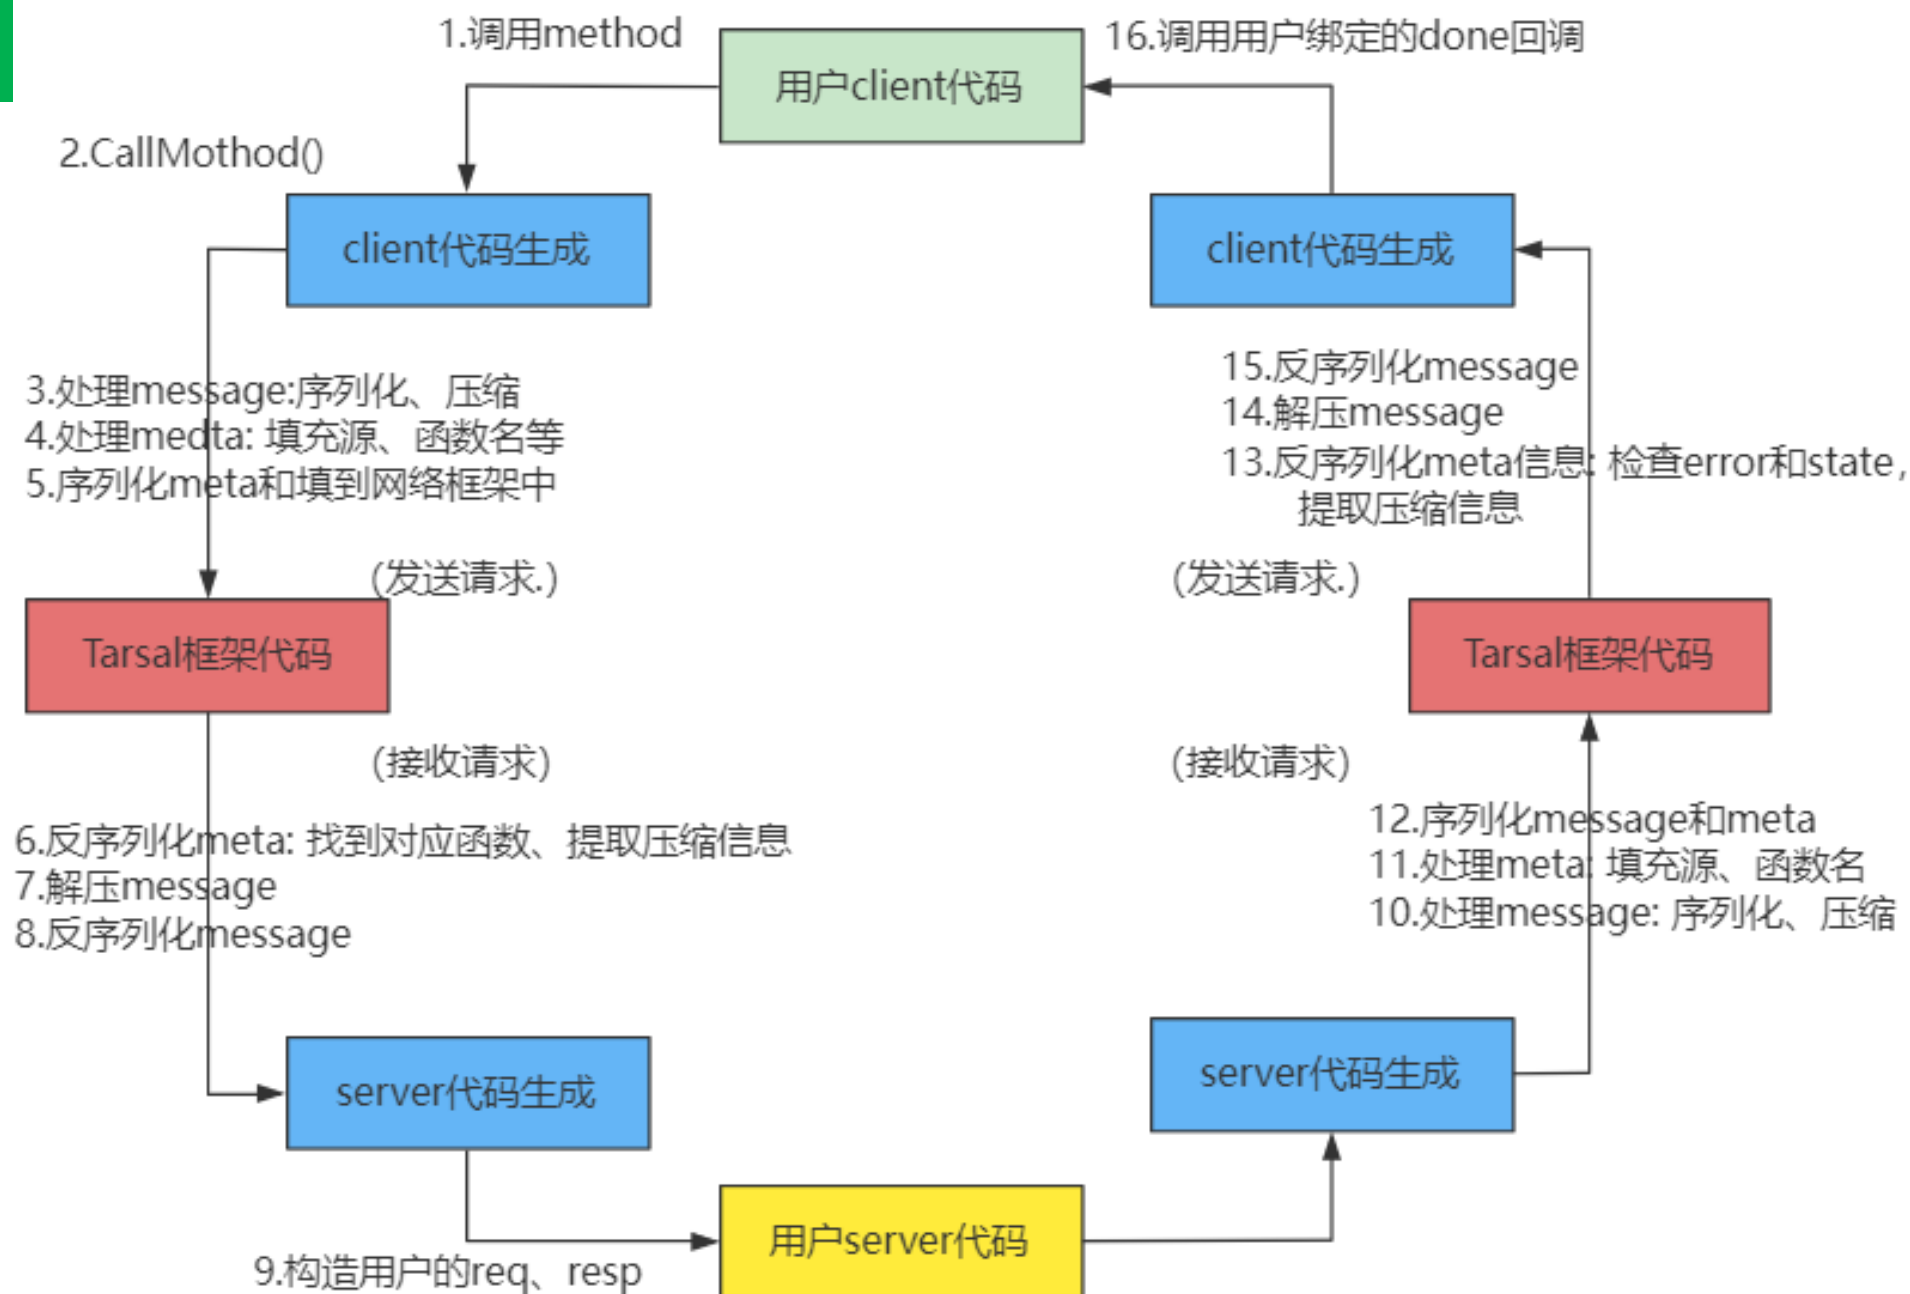 1.调用method
用户client代码
16.调用用户绑定的done回调
2.CallMothod()
client代码生成
client代码生成
3.处理message:序列化、压缩
4.处理medta: 填充源、函数名等
5.序列化meta和填到网络框架中
15.反序列化message
14.解压message
13.反序列化meta信息: 检查error和state,
提取压缩信息
(发送请求.)
(发送请求.)
Tarsal框架代码
Tarsal框架代码
(接收请求)
(接收请求)
6.反序列化meta: 找到对应函数、提取压缩信息
7.解压message
8.反序列化message
12.序列化message和meta
11.处理meta: 填充源、函数名
10.处理message: 序列化、压缩
server代码生成
server代码生成
9.构造用户的req、resp
用户server代码